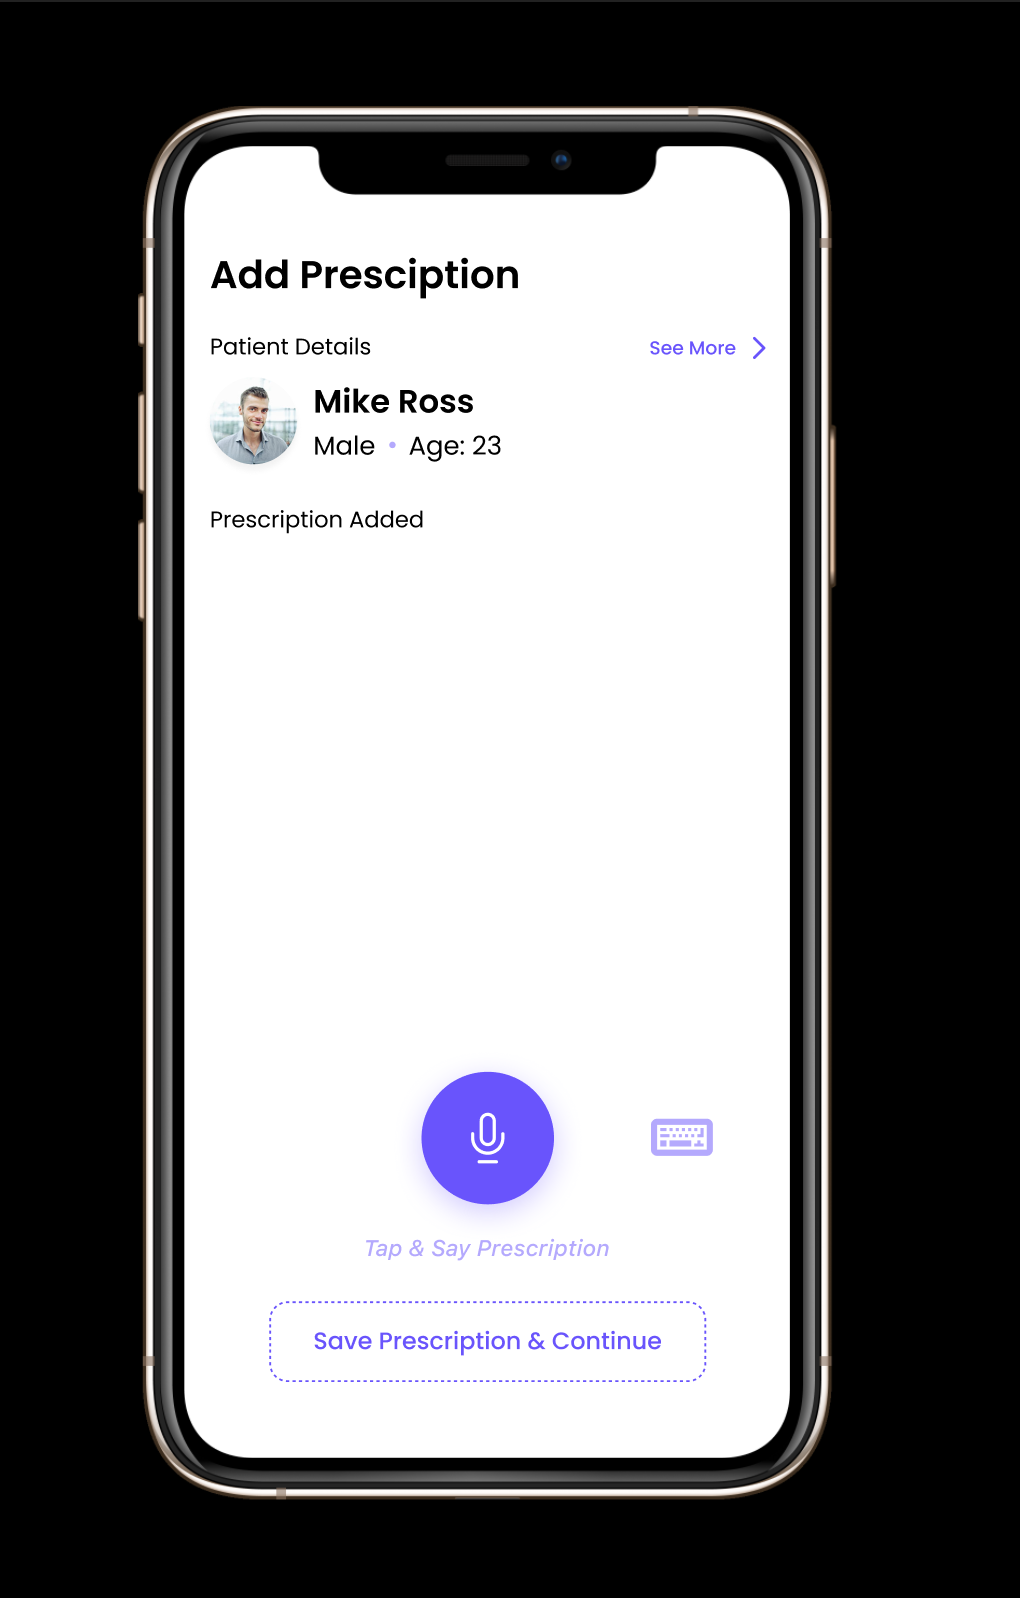 Add Presciption
Patient Details
See More
Mike Ross
Male • Age: 23
Prescription Added
Tap & Say Prescription
Save Prescription & Continue